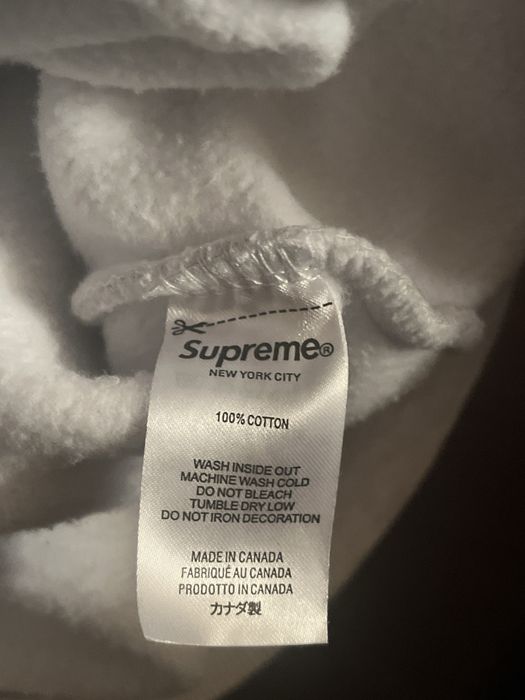 Supreme®
NEW YORK CITY
100% COTTON
WASH INSIDE OUT
MACHINE WASH COLD
DO NOT BLEACH
TUMBLE DRY LOW
DO NOT IRON DECORATION
MADE IN CANADA
FABRIQUÉ AU CANADA
PRODOTTO IN CANADA
カナダ製